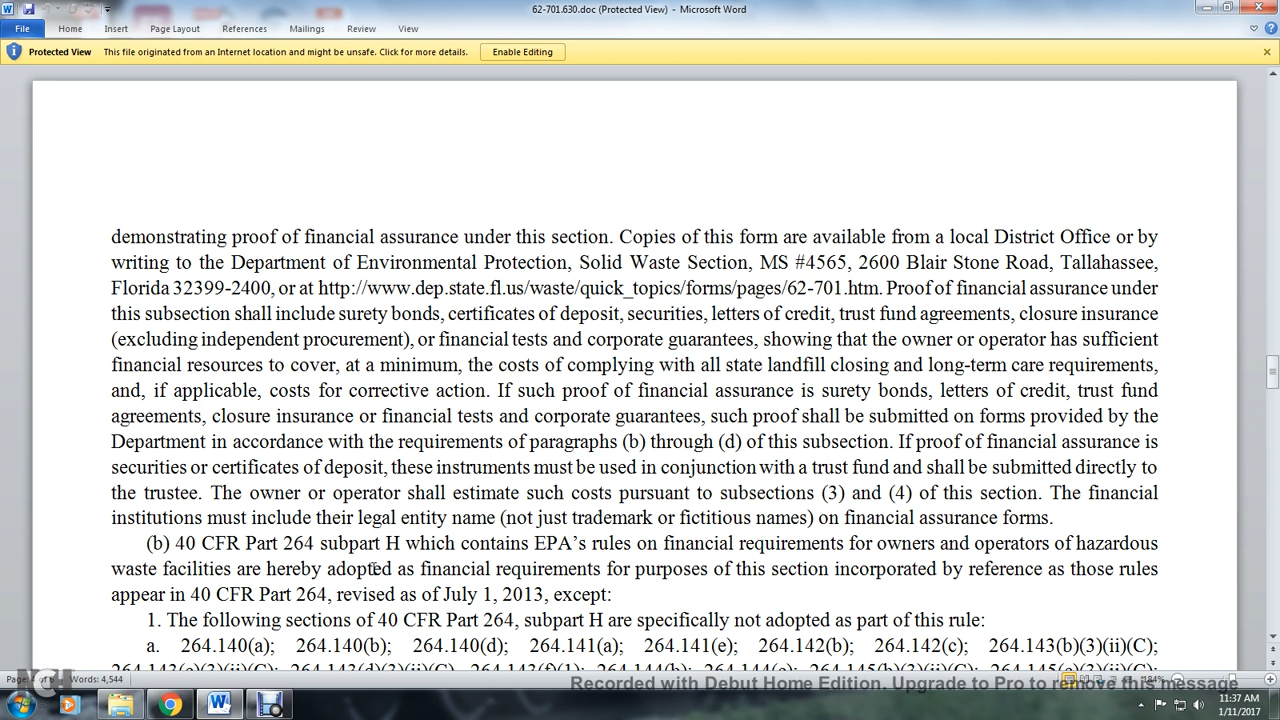 62-701.630.doc (Protected View) - Microsoft Word
File Home Insert Page Layout References Mailings Review View
Protected View This file originated from an Internet location and might be unsafe. Click for more details. Enable Editing
demonstrating proof of financial assurance under this section. Copies of this form are available from a local District Office or by
writing to the Department of Environmental Protection, Solid Waste Section, MS #4565, 2600 Blair Stone Road, Tallahassee,
Florida 32399-2400, or at http://www.dep.state.fl.us/waste/quick_topics/forms/pages/62-701.htm. Proof of financial assurance under
this subsection shall include surety bonds, certificates of deposit, securities, letters of credit, trust fund agreements, closure insurance
(excluding independent procurement), or financial tests and corporate guarantees, showing that the owner or operator has sufficient
financial resources to cover, at a minimum, the costs of complying with all state landfill closing and long-term care requirements,
and, if applicable, costs for corrective action. If such proof of financial assurance is surety bonds, letters of credit, trust fund
agreements, closure insurance or financial tests and corporate guarantees, such proof shall be submitted on forms provided by the
Department in accordance with the requirements of paragraphs (b) through (d) of this subsection. If proof of financial assurance is
securities or certificates of deposit, these instruments must be used in conjunction with a trust fund and shall be submitted directly to
the trustee. The owner or operator shall estimate such costs pursuant to subsections (3) and (4) of this section. The financial
institutions must include their legal entity name (not just trademark or fictitious names) on financial assurance forms.
(b) 40 CFR Part 264 subpart H which contains EPA’s rules on financial requirements for owners and operators of hazardous
waste facilities are hereby adopted as financial requirements for purposes of this section incorporated by reference as those rules
appear in 40 CFR Part 264, revised as of July 1, 2013, except:
1. The following sections of 40 CFR Part 264, subpart H are specifically not adopted as part of this rule:
a. 264.140(a); 264.140(b); 264.140(d); 264.141(a); 264.141(e); 264.142(b); 264.142(c); 264.143(b)(3)(ii)(C);
Page: 4 of 6 Words: 4,544 184%
NCH
Recorded with Debut Home Edition. Upgrade to Pro to remove this message
11:37 AM
1/11/2017